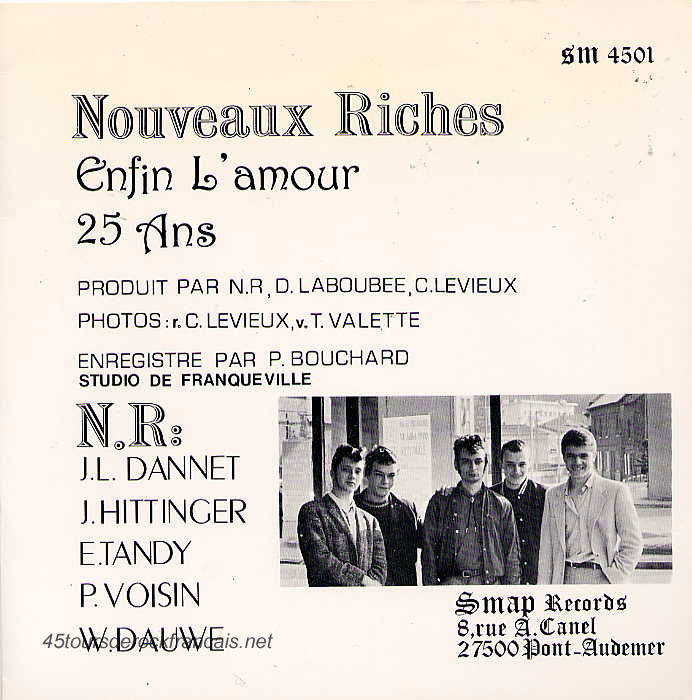 SM 4501
Nouveaux Riches
Enfin L'amour
25 Ans
PRODUIT PAR N.R, D. LABOUBEE, C.LEVIEUX
PHOTOS: r. C. LEVIEUX, v. T. VALETTE
ENREGISTRE PAR P. BOUCHARD
STUDIO DE FRANQUEVILLE
N.R:
J.L. DANNET
J.HITTINGER
E.TANDY
P.VOISIN
W.DAUWE
45toursderockfrancais.net
Smap Records
8,rue A.Canel
27500 Pont-Audemer